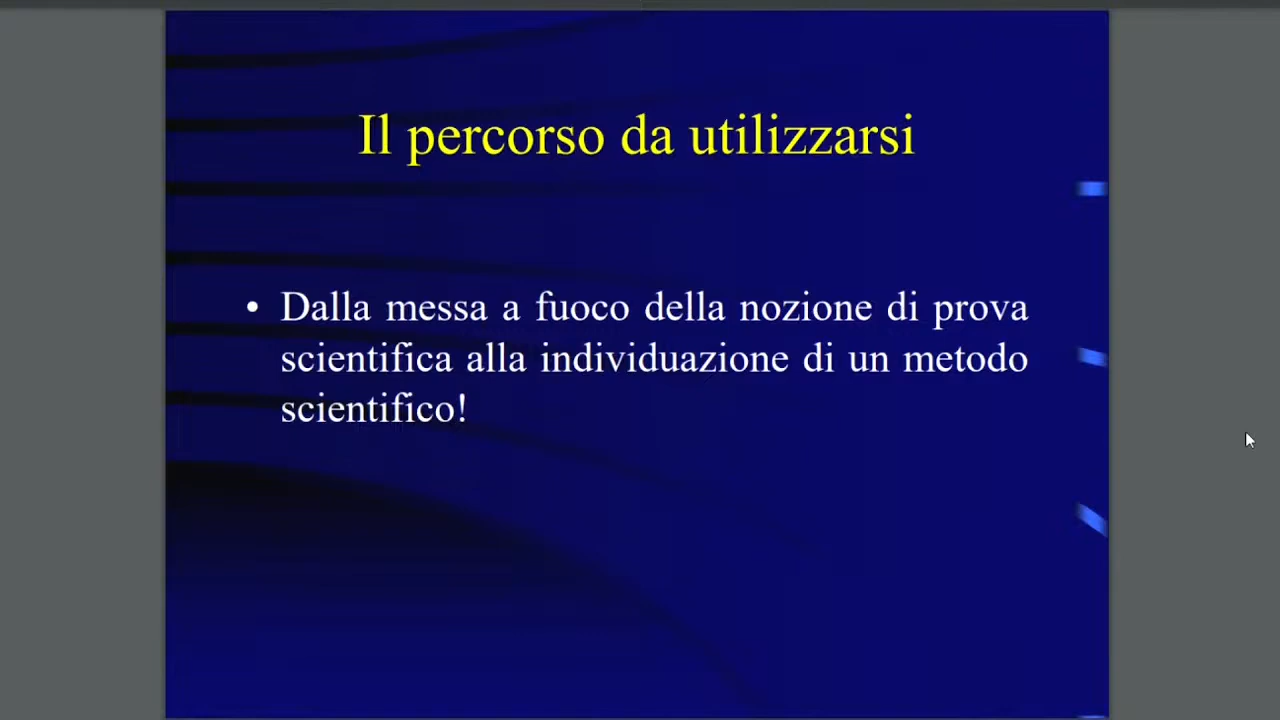 Il percorso da utilizzarsi
• Dalla messa a fuoco della nozione di prova
scientifica alla individuazione di un metodo
scientifico!